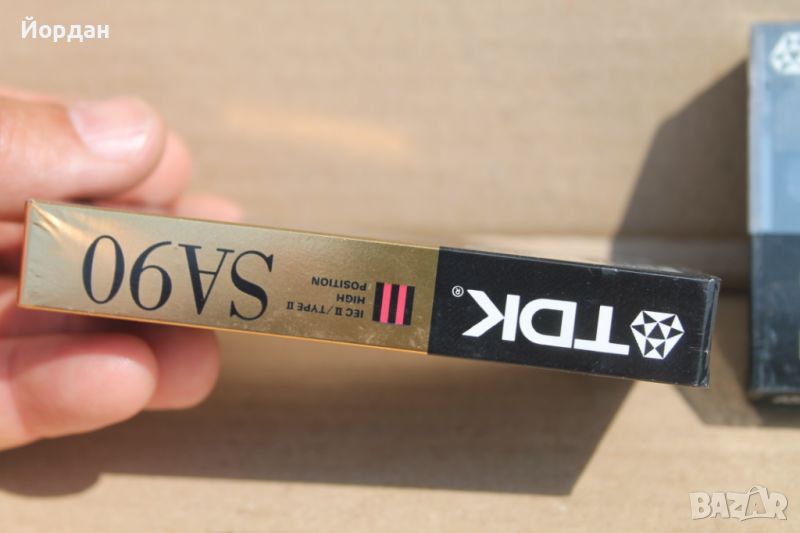 Йордан
TDK®
IEC II/TYPE II
HIGH
POSITION
SA90
BAZAR